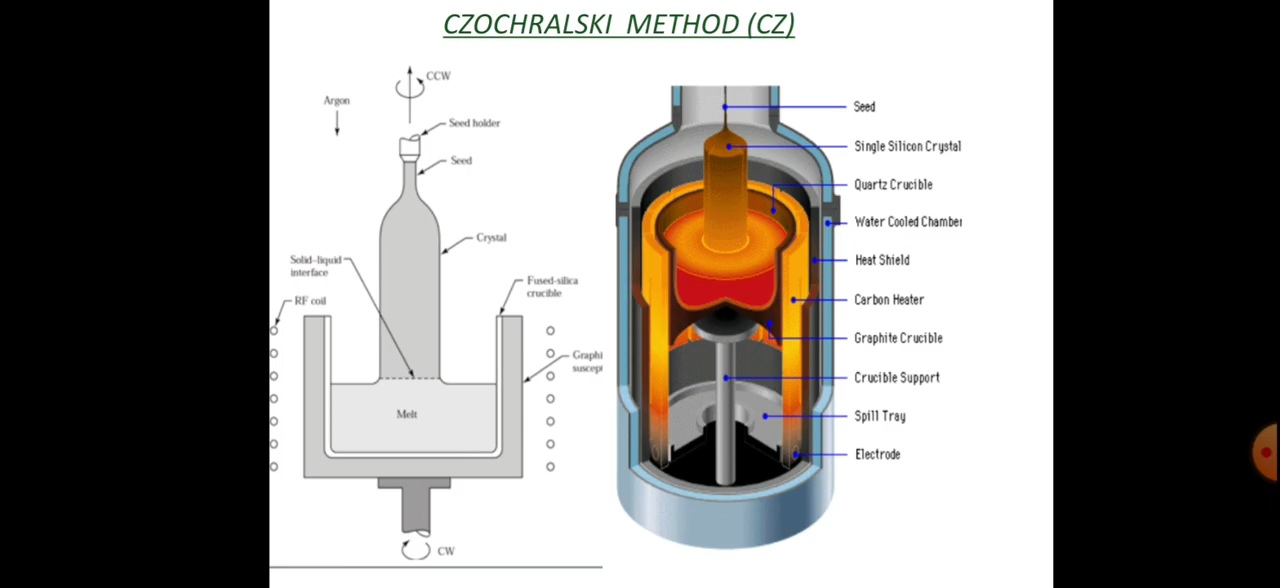 CZOCHRALSKI METHOD (CZ)
CCW
Argon
Seed holder
Seed
Crystal
Solid–liquid
interface
Fused-silica
crucible
RF coil
Graphi
suscept
Melt
CW
Seed
Single Silicon Crystal
Quartz Crucible
Water Cooled Chamber
Heat Shield
Carbon Heater
Graphite Crucible
Crucible Support
Spill Tray
Electrode